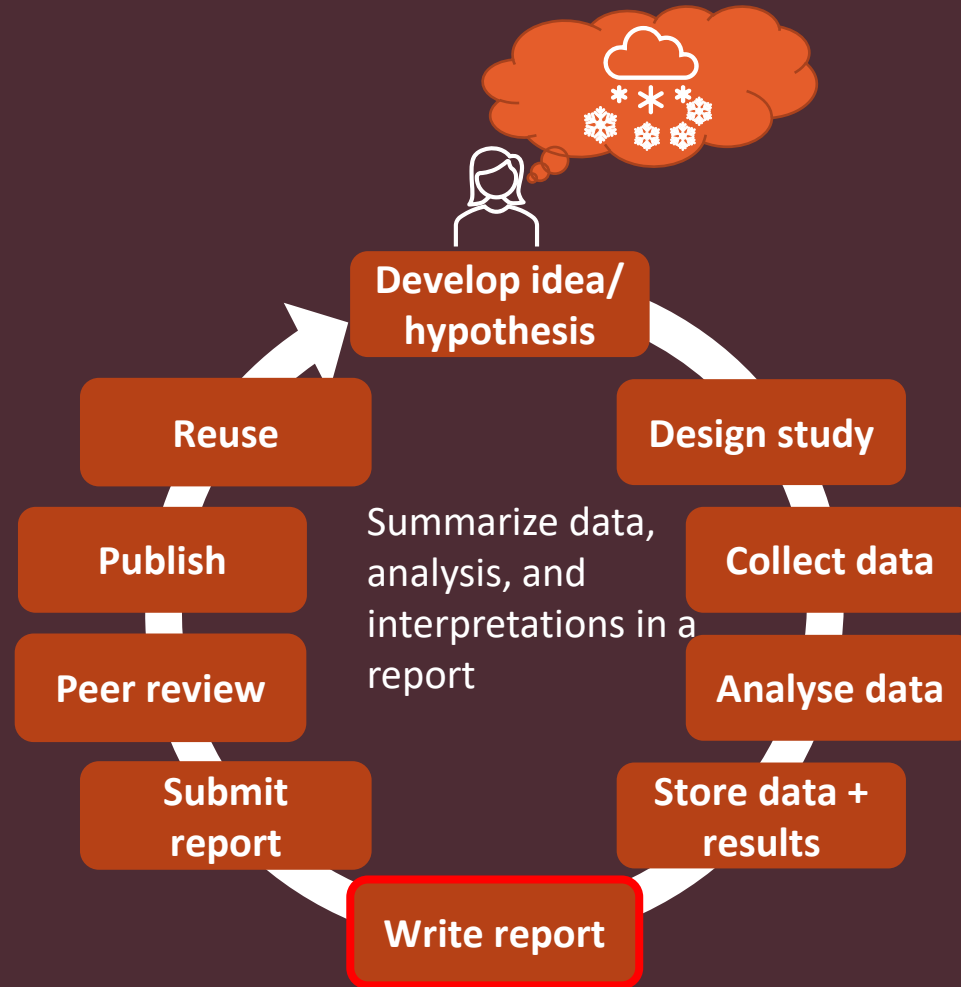 Develop idea/
hypothesis
Design study
Collect data
Analyse data
Store data +
results
Write report
Submit
report
Peer review
Publish
Reuse
Summarize data,
analysis, and
interpretations in a
report